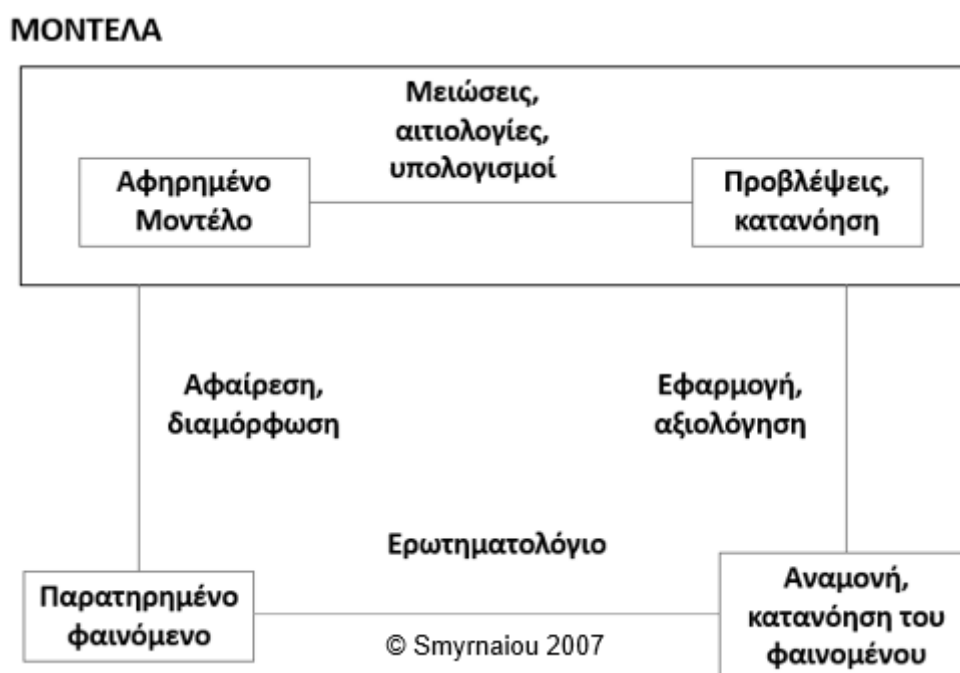 ΜΟΝΤΕΛΑ
Μειώσεις,
αιτιολογίες,
υπολογισμοί
Αφηρημένο
Μοντέλο
Προβλέψεις,
κατανόηση
Αφαίρεση,
διαμόρφωση
Εφαρμογή,
αξιολόγηση
Ερωτηματολόγιο
Παρατηρημένο
φαινόμενο
© Smyrnaiou 2007
Αναμονή,
κατανόηση του
φαινομένου